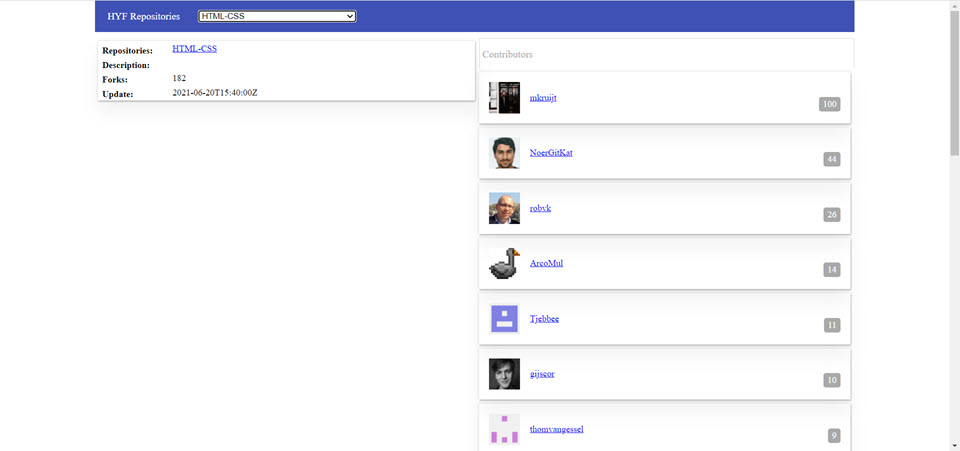 HYF Repositories HTML-CSS
Repositories: HTML-CSS
Description:
Forks: 182
Update: 2021-06-20T15:40:00Z
Contributors
mkruijt 100
NoerGitKat 44
robvk 26
ArcoMul 14
Tjebbee 11
gijscor 10
thomvangessel 9